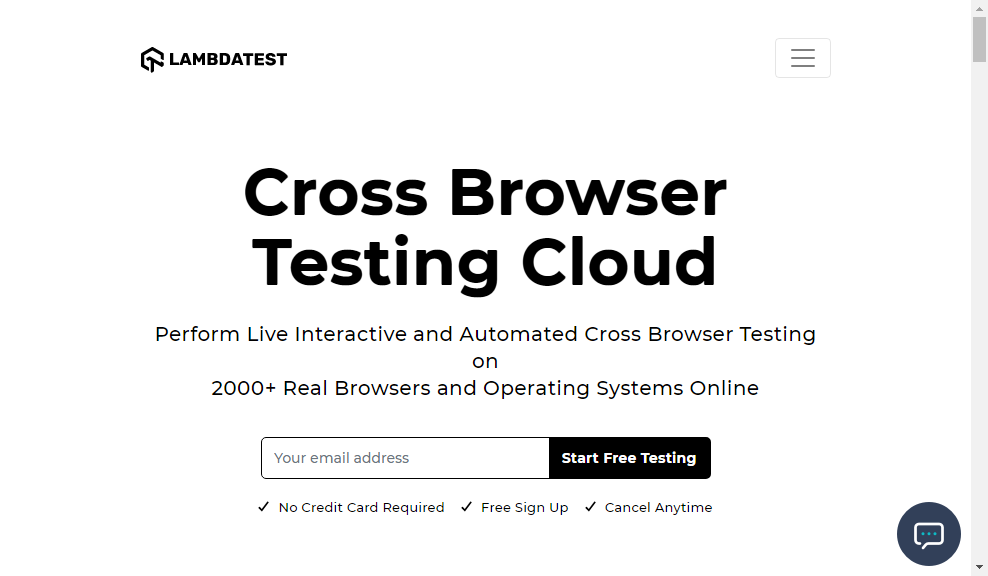 LAMBDATEST
Cross Browser
Testing Cloud
Perform Live Interactive and Automated Cross Browser Testing
on
2000+ Real Browsers and Operating Systems Online
Your email address
Start Free Testing
No Credit Card Required
Free Sign Up
Cancel Anytime